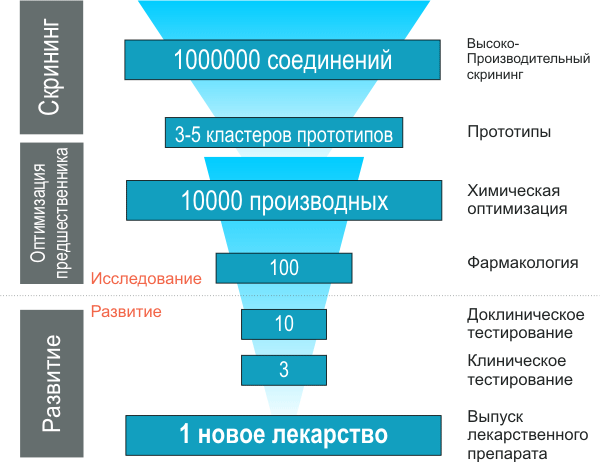 Скрининг
1000000 соединений
Высоко-
Производительный
скрининг
3-5 кластеров прототипов
Прототипы
Оптимизация
предшественника
10000 производных
Химическая
оптимизация
100
Фармакология
Исследование
Развитие
Развитие
10
Доклиническое
тестирование
3
Клиническое
тестирование
1 новое лекарство
Выпуск
лекарственного
препарата